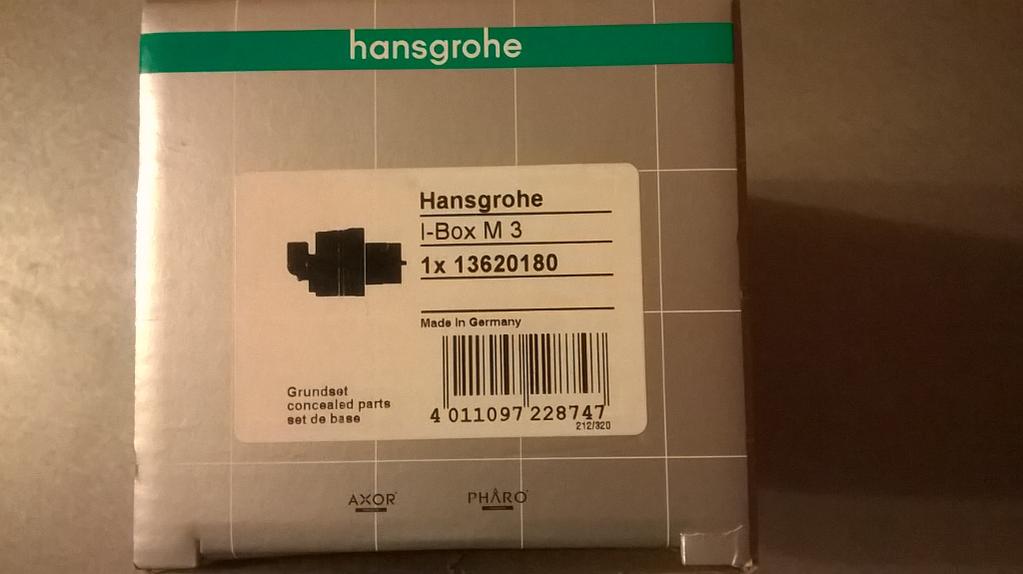 hansgrohe
Hansgrohe
I-Box M 3
1x 13620180
Made in Germany
Grundset
concealed parts
set de base
4 011097 228747
212/320
AXOR
PHARO